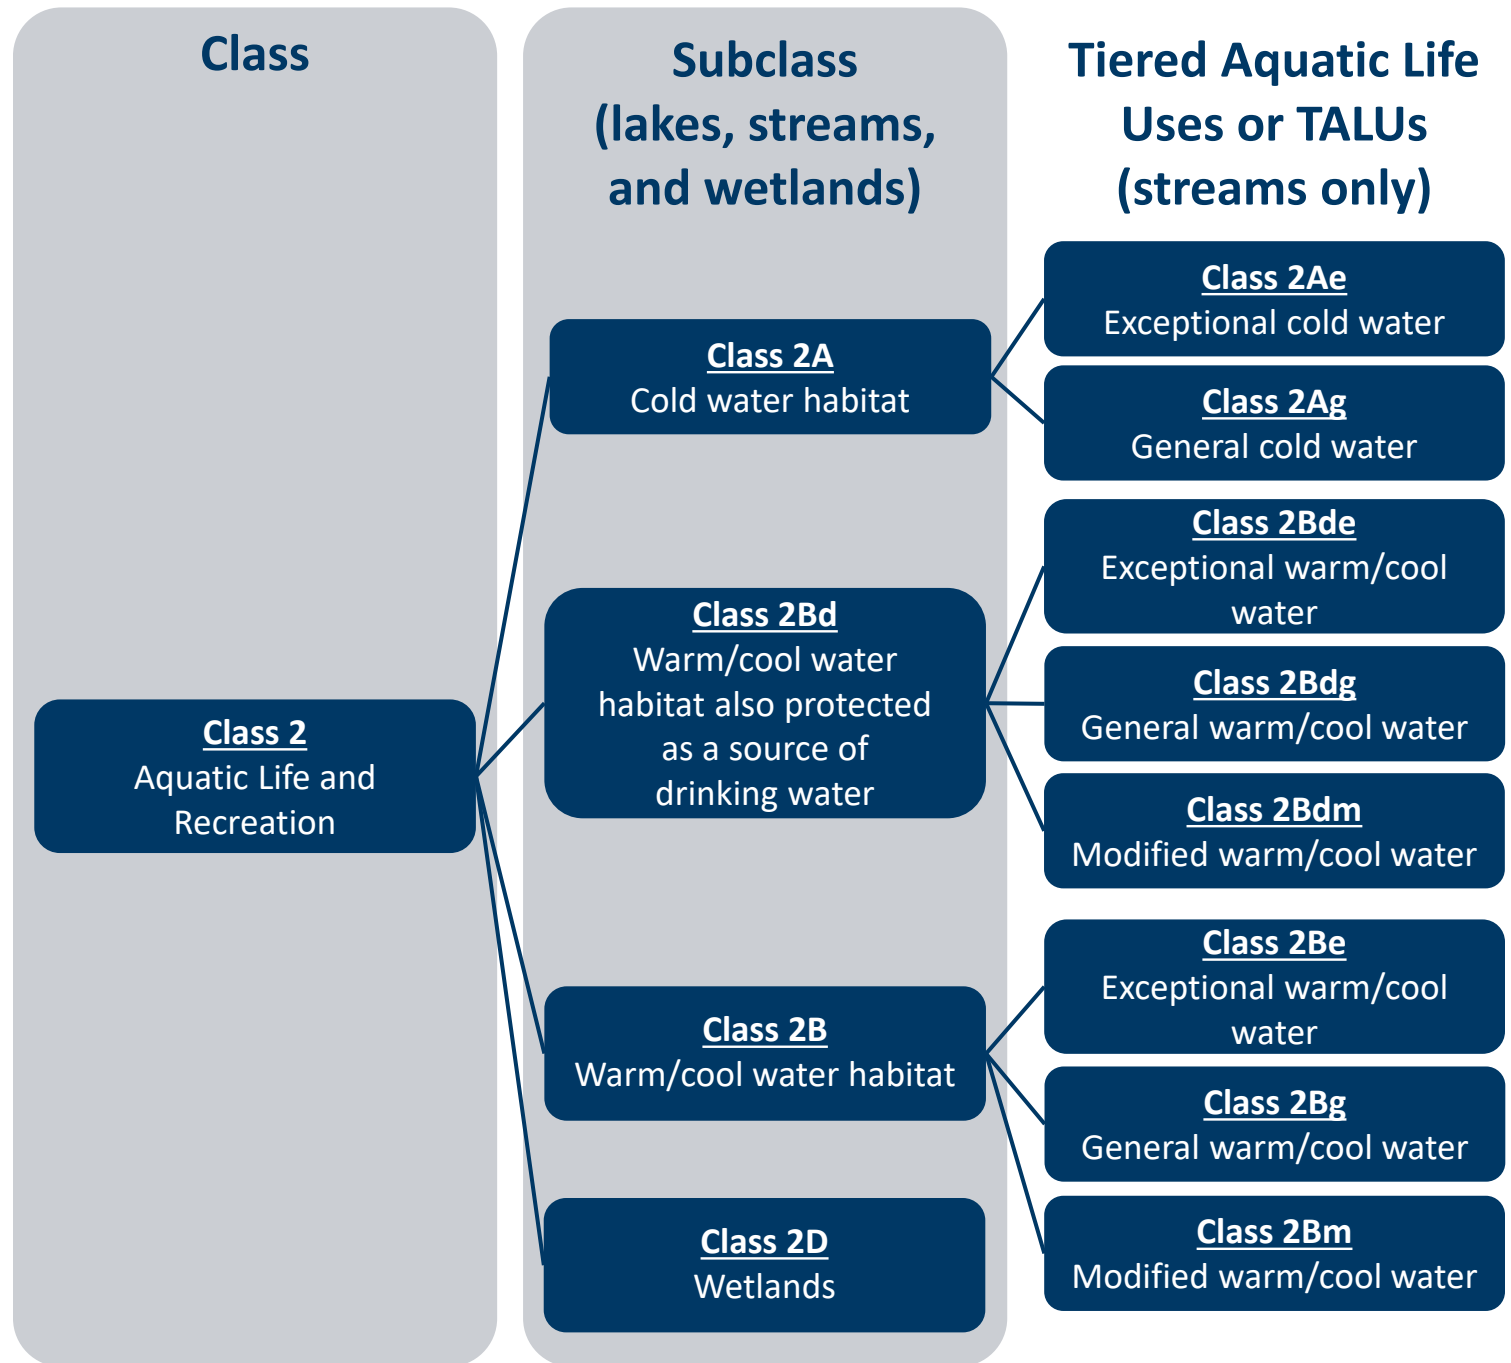 Class
Subclass
(lakes, streams,
and wetlands)
Tiered Aquatic Life
Uses or TALUs
(streams only)
Class 2
Aquatic Life and
Recreation
Class 2A
Cold water habitat
Class 2Bd
Warm/cool water
habitat also protected
as a source of
drinking water
Class 2B
Warm/cool water habitat
Class 2D
Wetlands
Class 2Ae
Exceptional cold water
Class 2Ag
General cold water
Class 2Bde
Exceptional warm/cool
water
Class 2Bdg
General warm/cool water
Class 2Bdm
Modified warm/cool water
Class 2Be
Exceptional warm/cool
water
Class 2Bg
General warm/cool water
Class 2Bm
Modified warm/cool water